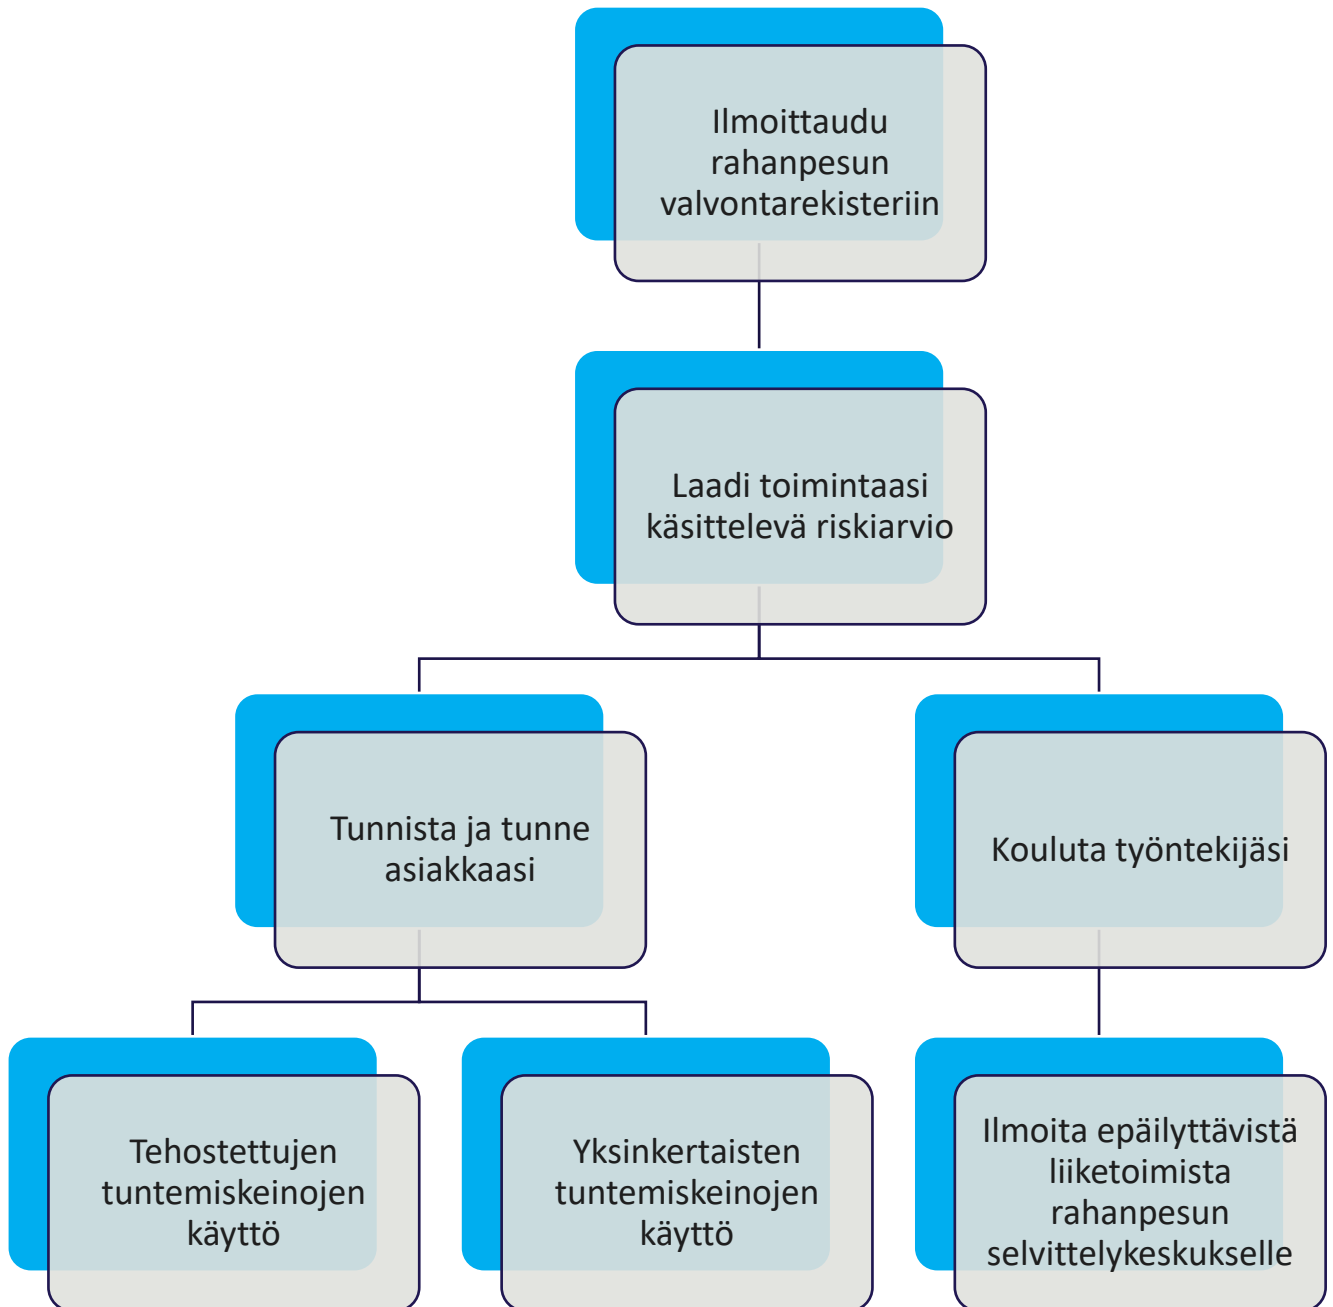 Ilmoittaudu
rahanpesun
valvontarekisteriin
Laadi toimintaasi
käsittelevä riskiarvio
Tunnista ja tunne
asiakkaasi
Kouluta työntekijäsi
Tehostettujen
tuntemiskeinojen
käyttö
Yksinkertaisten
tuntemiskeinojen
käyttö
Ilmoita epäilyttävistä
liiketoimista
rahanpesun
selvittelykeskukselle